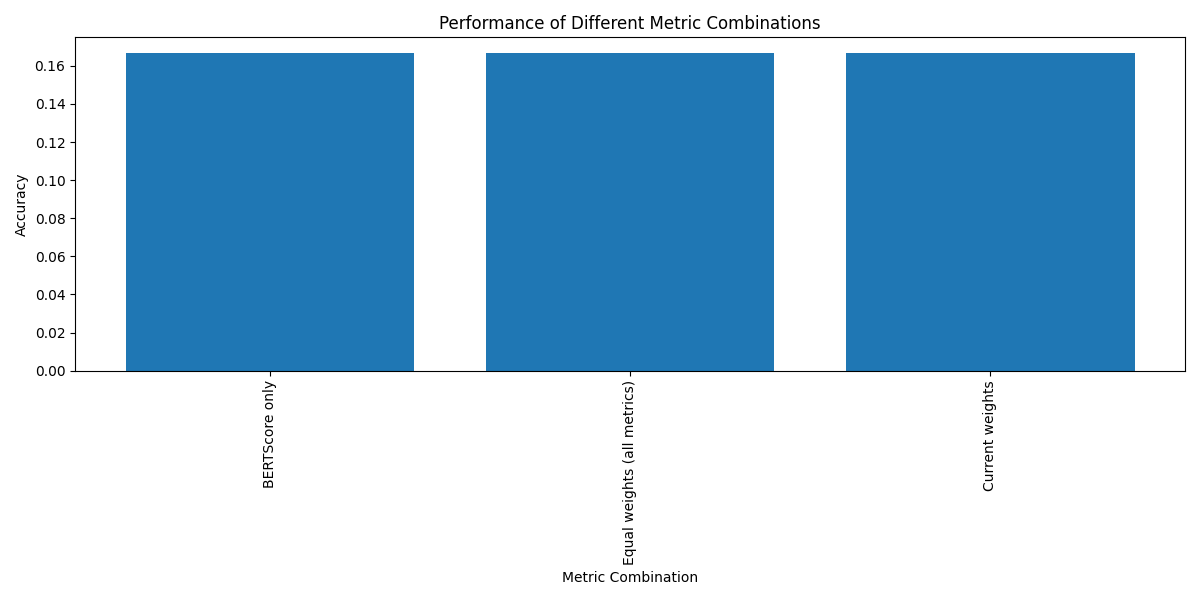 Performance of Different Metric Combinations
Accuracy
0.16
0.14
0.12
0.10
0.08
0.06
0.04
0.02
0.00
BERTScore only
Equal weights (all metrics)
Current weights
Metric Combination